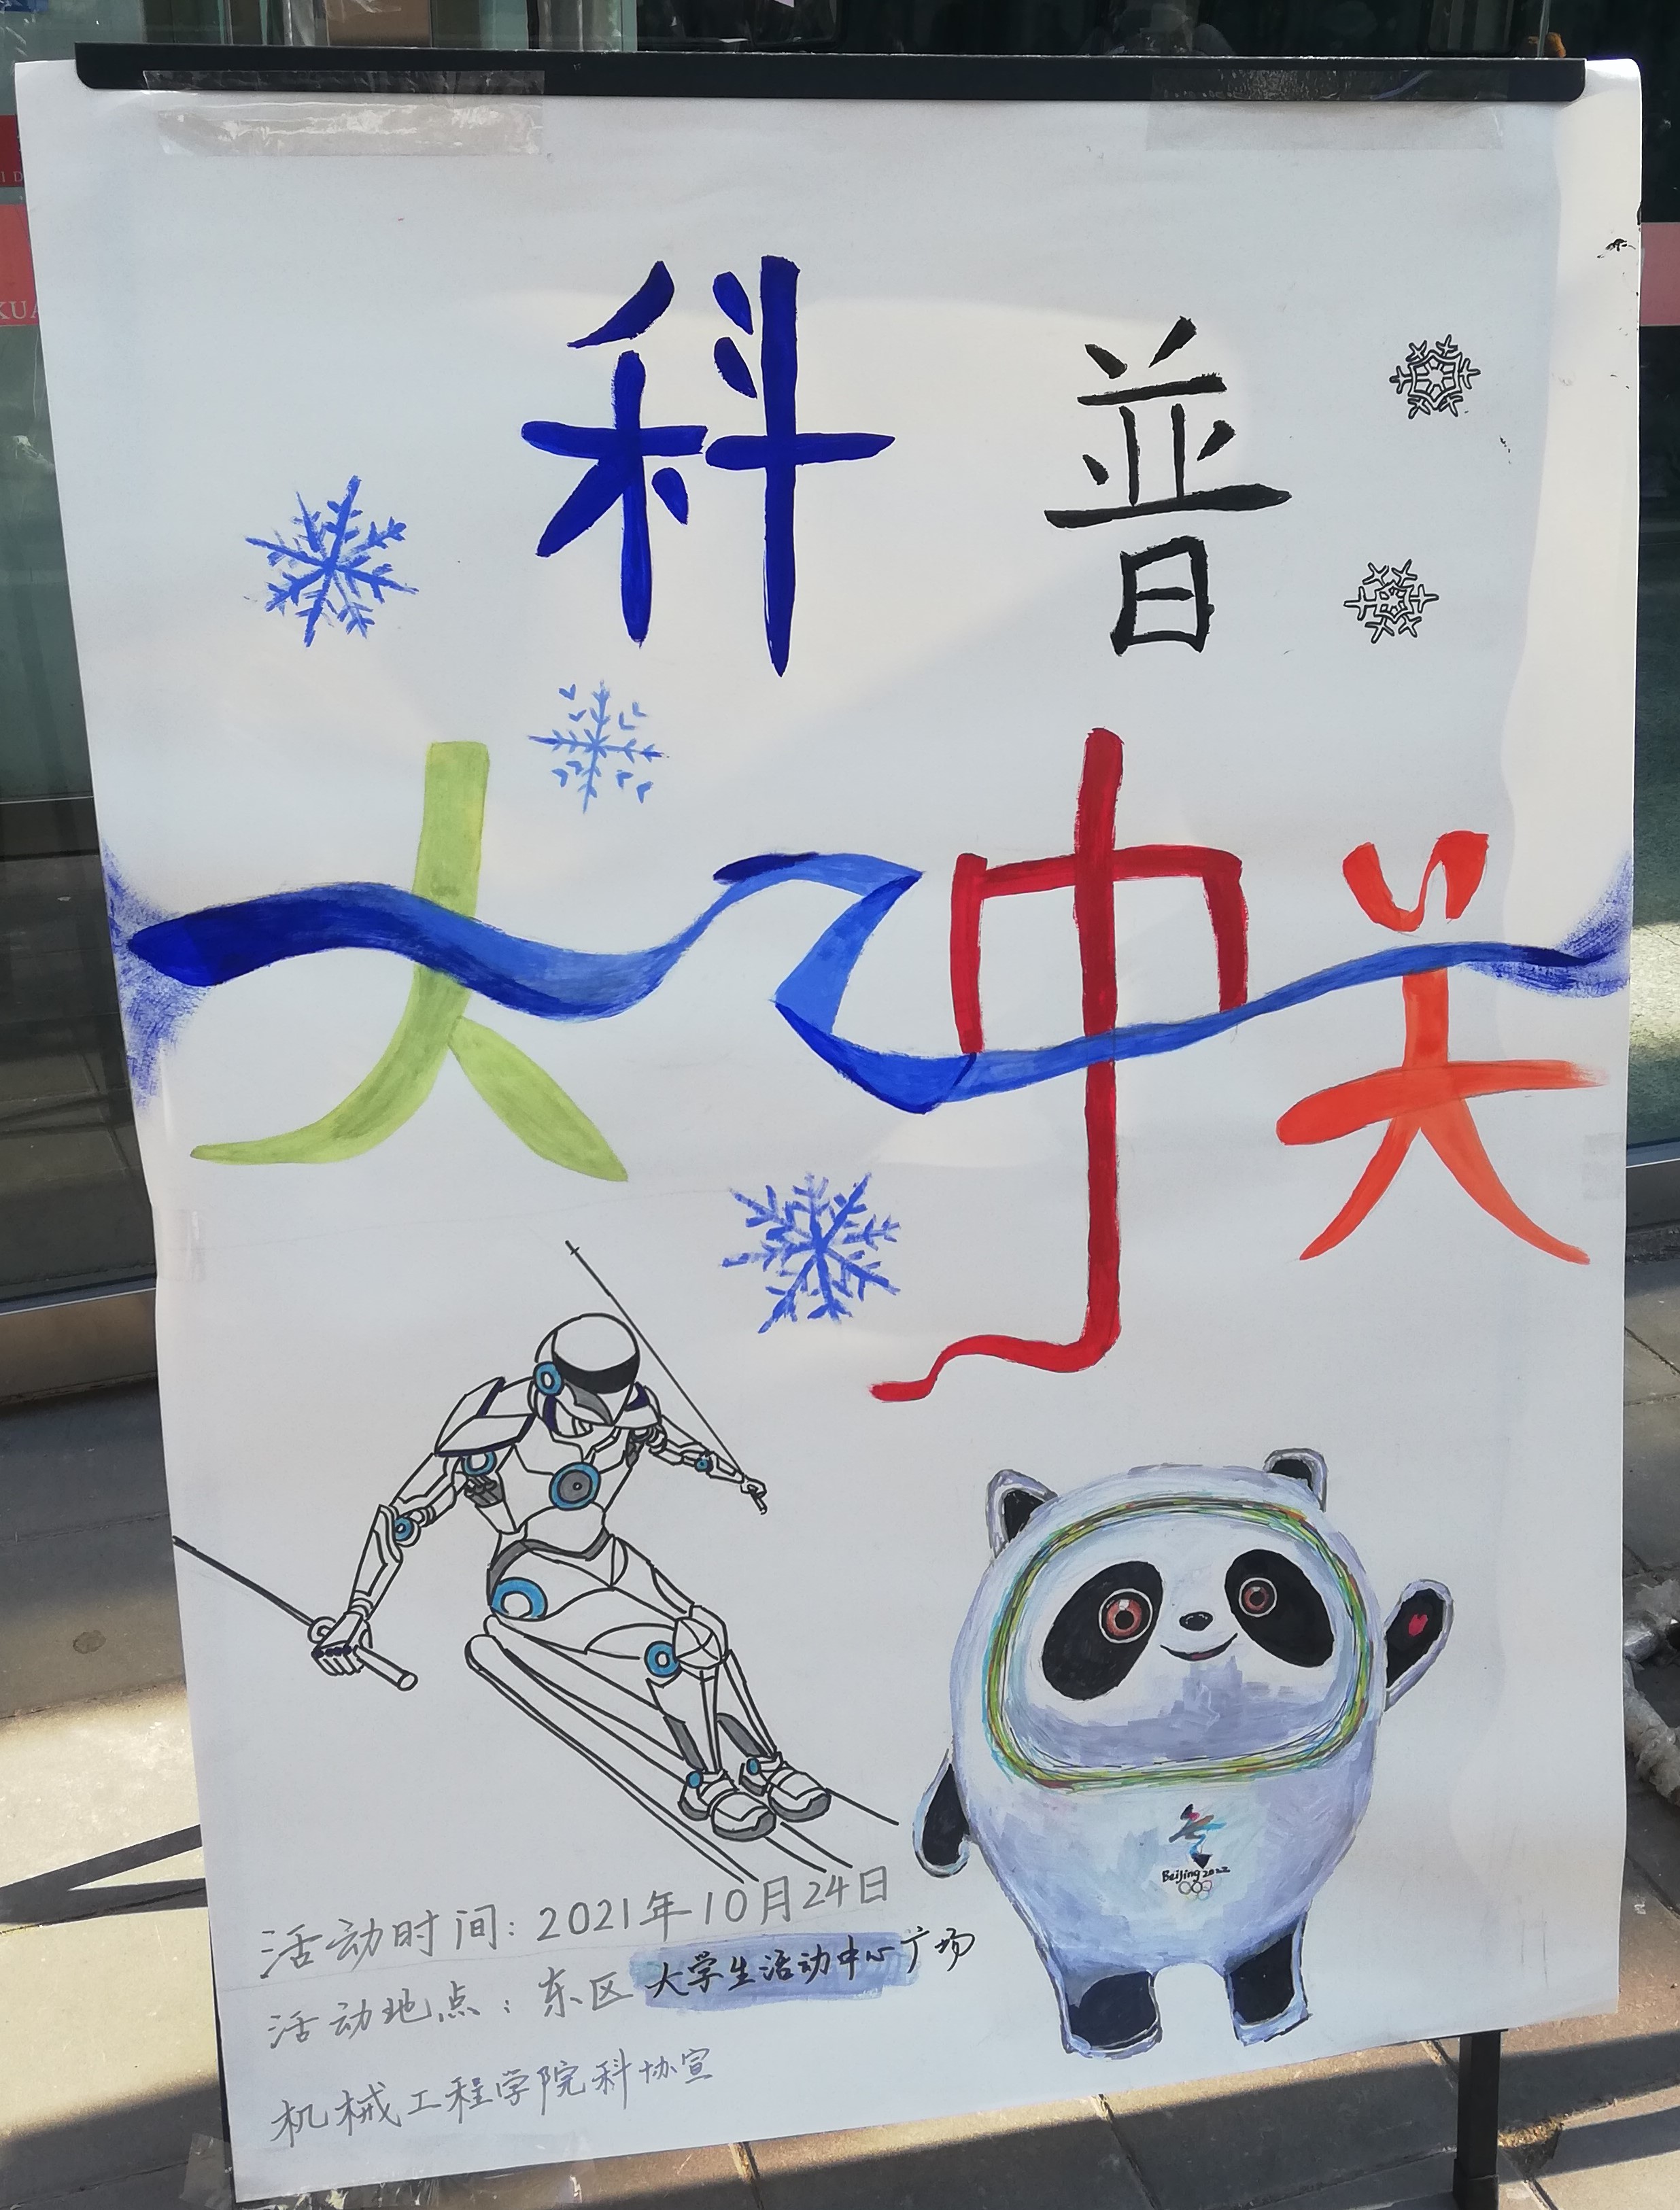 科普
大冲关
Beijing 2022
活动时间：2021年10月24日
活动地点：东区大学生活动中心广场
机械工程学院科协宣